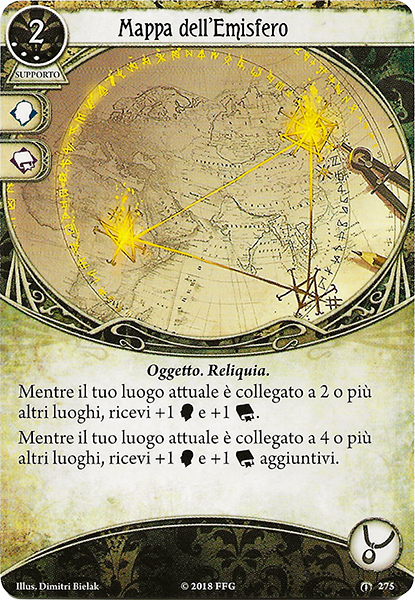 2
Mappa dell'Emisfero
SUPPORTO
Oggetto. Reliquia.
Mentre il tuo luogo attuale è collegato a 2 o più
altri luoghi, ricevi +1 e +1 .
Mentre il tuo luogo attuale è collegato a 4 o più
altri luoghi, ricevi +1 e +1 aggiuntivi.
Illus. Dimitri Bielak © 2018 FFG 275